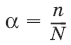 α = n/N